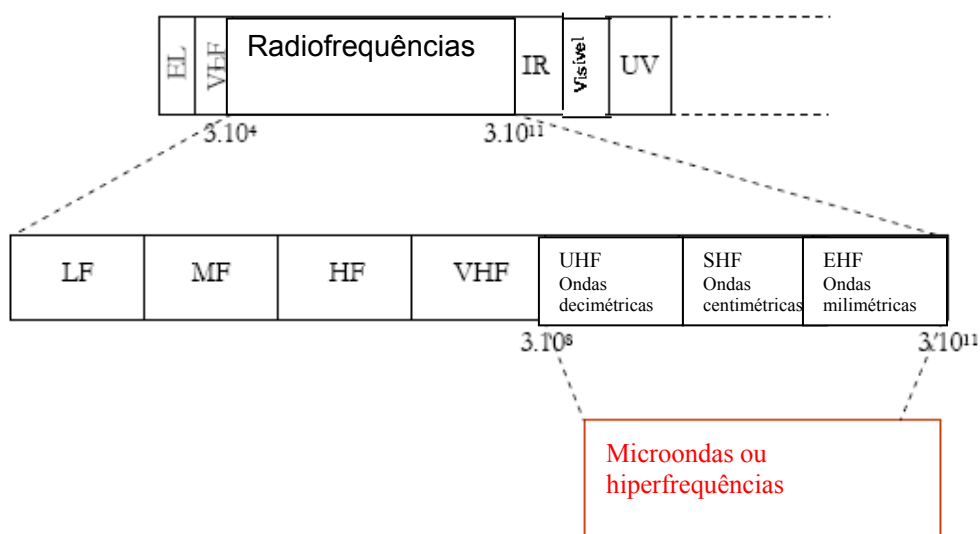 EL VLF Radiofrequências IR Visível UV
3.10⁴ 3.10¹¹
LF MF HF VHF UHF Ondas decimétricas SHF Ondas centimétricas EHF Ondas milimétricas
3.10⁸ 3.10¹¹
Microondas ou
hiperfrequências